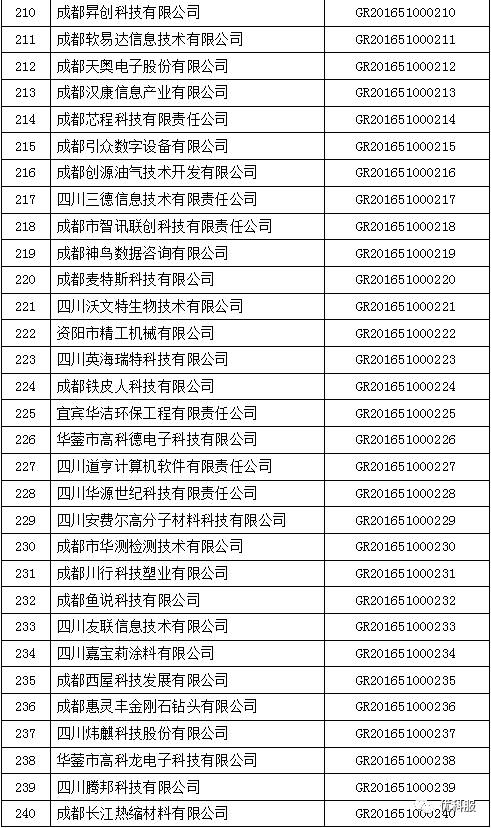 210 成都昇创科技有限公司 GR201651000210
211 成都软易达信息技术有限公司 GR201651000211
212 成都天奥电子股份有限公司 GR201651000212
213 成都汉康信息产业有限公司 GR201651000213
214 成都芯程科技有限责任公司 GR201651000214
215 成都引众数字设备有限公司 GR201651000215
216 成都创源油气技术开发有限公司 GR201651000216
217 四川三德信息技术有限责任公司 GR201651000217
218 成都市智讯联创科技有限责任公司 GR201651000218
219 成都神鸟数据咨询有限公司 GR201651000219
220 成都麦特斯科技有限公司 GR201651000220
221 四川沃文特生物技术有限公司 GR201651000221
222 资阳市精工机械有限公司 GR201651000222
223 四川英海瑞特科技有限公司 GR201651000223
224 成都铁皮人科技有限公司 GR201651000224
225 宜宾华洁环保工程有限责任公司 GR201651000225
226 华蓥市高科德电子科技有限公司 GR201651000226
227 四川道亨计算机软件有限责任公司 GR201651000227
228 四川华源世纪科技有限责任公司 GR201651000228
229 四川安费尔高分子材料科技有限公司 GR201651000229
230 成都市华测检测技术有限公司 GR201651000230
231 成都川行科技塑业有限公司 GR201651000231
232 成都鱼说科技有限公司 GR201651000232
233 四川友联信息技术有限公司 GR201651000233
234 四川嘉宝莉涂料有限公司 GR201651000234
235 成都西屋科技发展有限公司 GR201651000235
236 成都惠灵丰金刚石钻头有限公司 GR201651000236
237 四川炜麒科技股份有限公司 GR201651000237
238 华蓥市高科龙电子科技有限公司 GR201651000238
239 四川腾邦科技有限公司 GR201651000239
240 成都长江热缩材料有限公司 GR201651000240
优科服